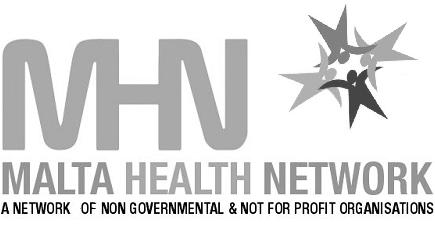 MHN
MALTA HEALTH NETWORK
A NETWORK OF NON GOVERNMENTAL & NOT FOR PROFIT ORGANISATIONS